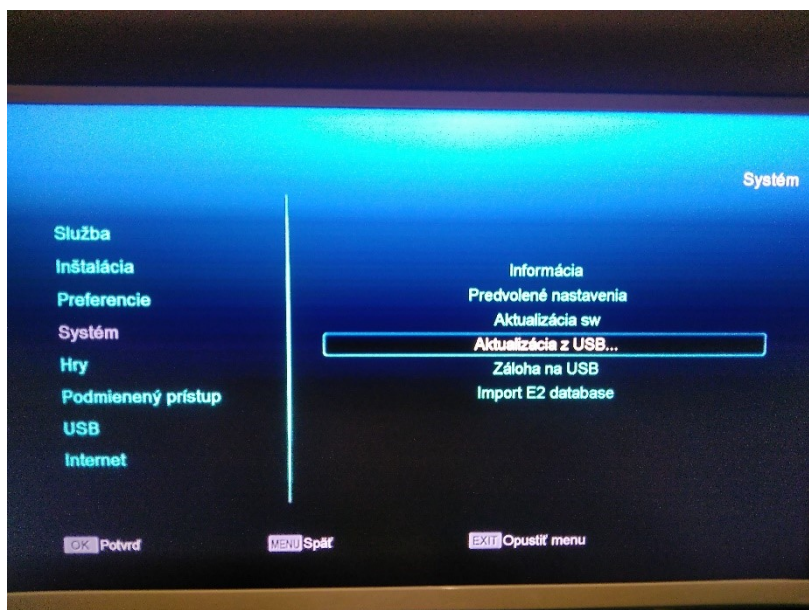 Systém
Služba
Inštalácia
Preferencie
Systém
Hry
Podmienený prístup
USB
Internet
Informácia
Predvolené nastavenia
Aktualizácia sw
Aktualizácia z USB...
Záloha na USB
Import E2 database
OK Potvrď
MENU Späť
EXIT Opustiť menu